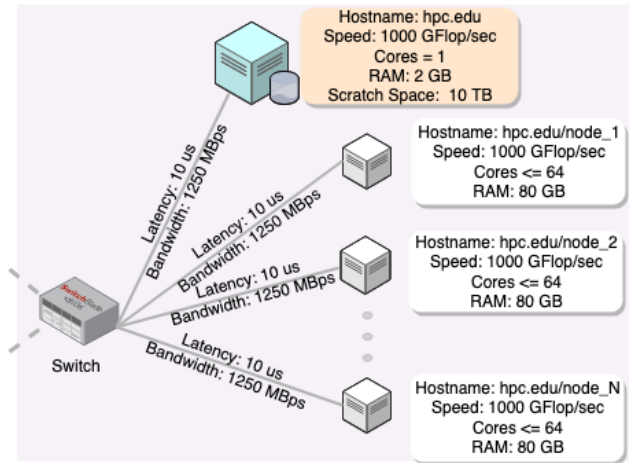 Hostname: hpc.edu
Speed: 1000 GFlop/sec
Cores = 1
RAM: 2 GB
Scratch Space: 10 TB
Latency: 10 us
Bandwidth: 1250 MBps
Hostname: hpc.edu/node_1
Speed: 1000 GFlop/sec
Cores <= 64
RAM: 80 GB
Latency: 10 us
Bandwidth: 1250 MBps
Hostname: hpc.edu/node_2
Speed: 1000 GFlop/sec
Cores <= 64
RAM: 80 GB
Latency: 10 us
Bandwidth: 1250 MBps
Switch
Latency: 10 us
Bandwidth: 1250 MBps
Hostname: hpc.edu/node_N
Speed: 1000 GFlop/sec
Cores <= 64
RAM: 80 GB